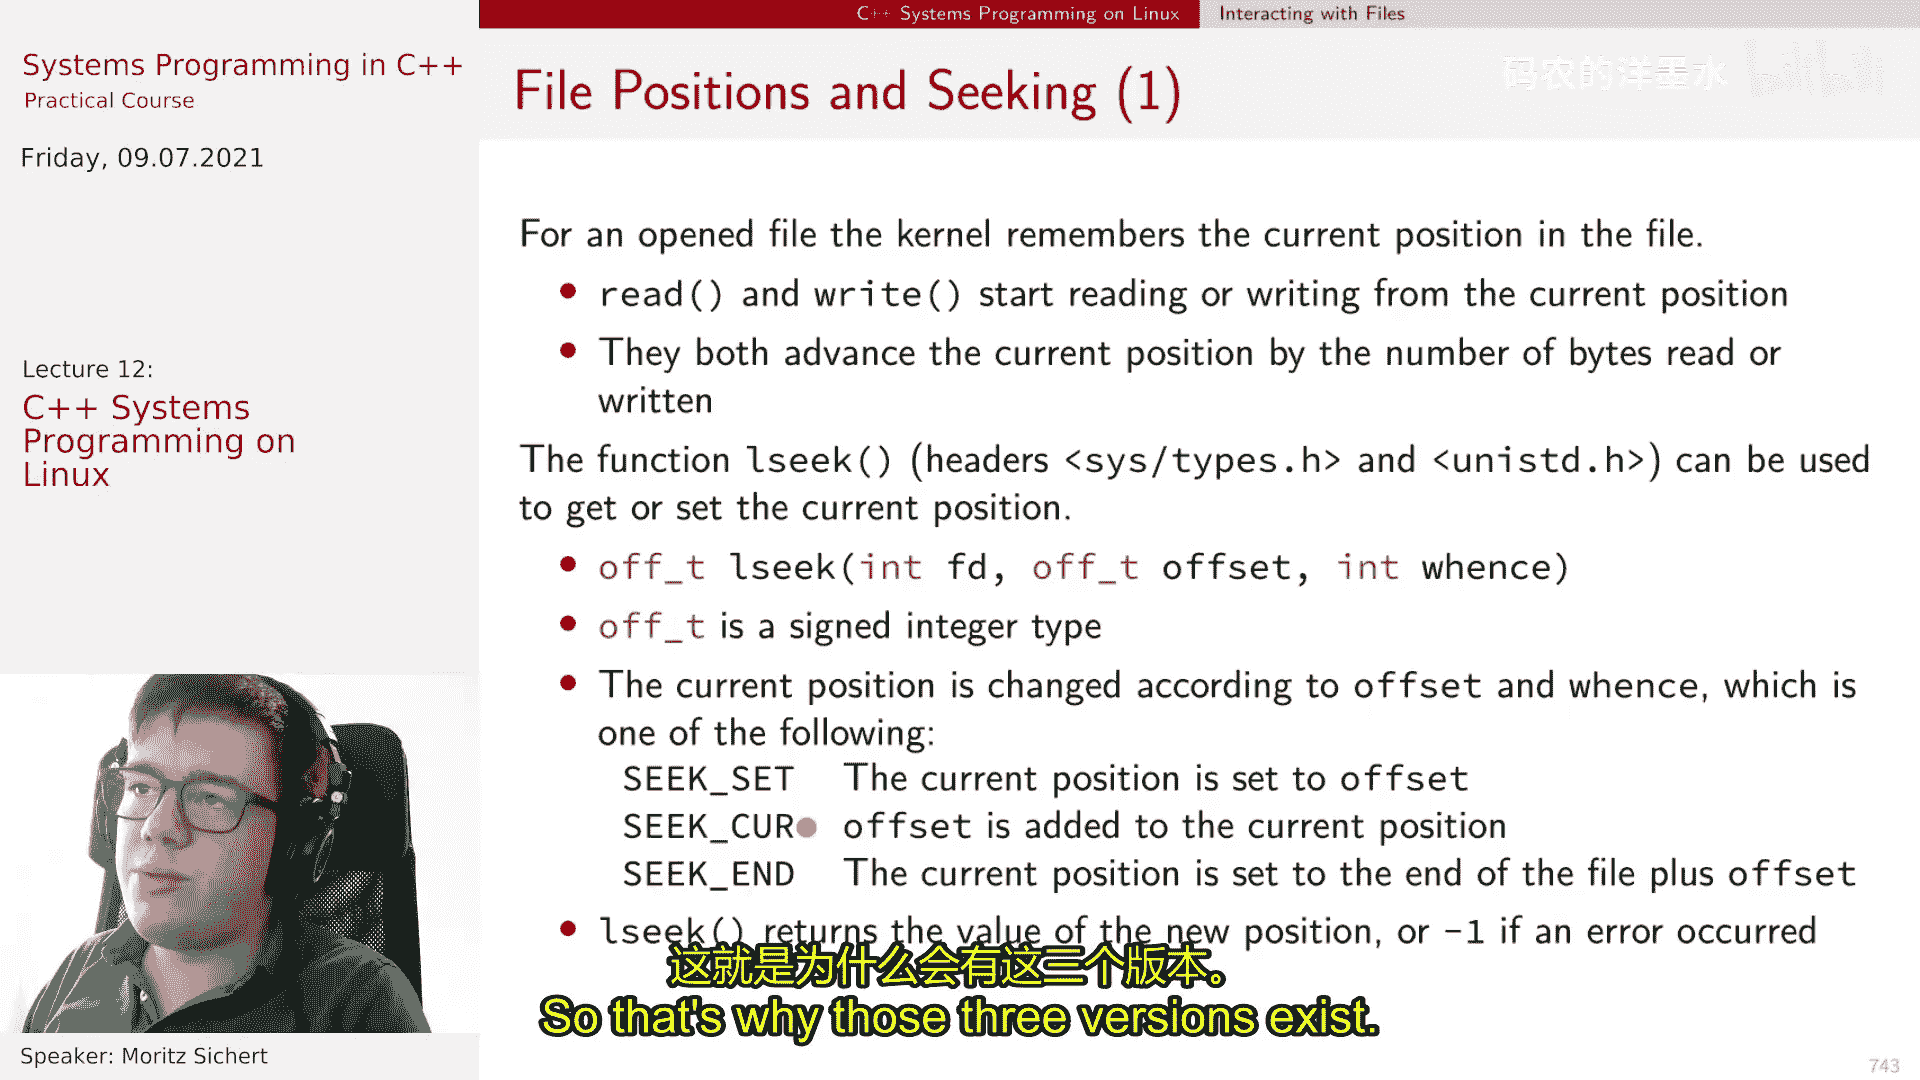 C++ Systems Programming on Linux
Interacting with Files
Systems Programming in C++
Practical Course
Friday, 09.07.2021
Lecture 12:
C++ Systems
Programming on
Linux
File Positions and Seeking (1)
码农的洋墨水
For an opened file the kernel remembers the current position in the file.
• read() and write() start reading or writing from the current position
• They both advance the current position by the number of bytes read or
written
The function lseek() (headers <sys/types.h> and <unistd.h>) can be used
to get or set the current position.
• off_t lseek(int fd, off_t offset, int whence)
• off_t is a signed integer type
• The current position is changed according to offset and whence, which is
one of the following:
SEEK_SET The current position is set to offset
SEEK_CUR offset is added to the current position
SEEK_END The current position is set to the end of the file plus offset
• lseek() returns the value of the new position, or -1 if an error occurred
这就是为什么会有这三个版本。
So that's why those three versions exist.
Speaker: Moritz Sichert
743